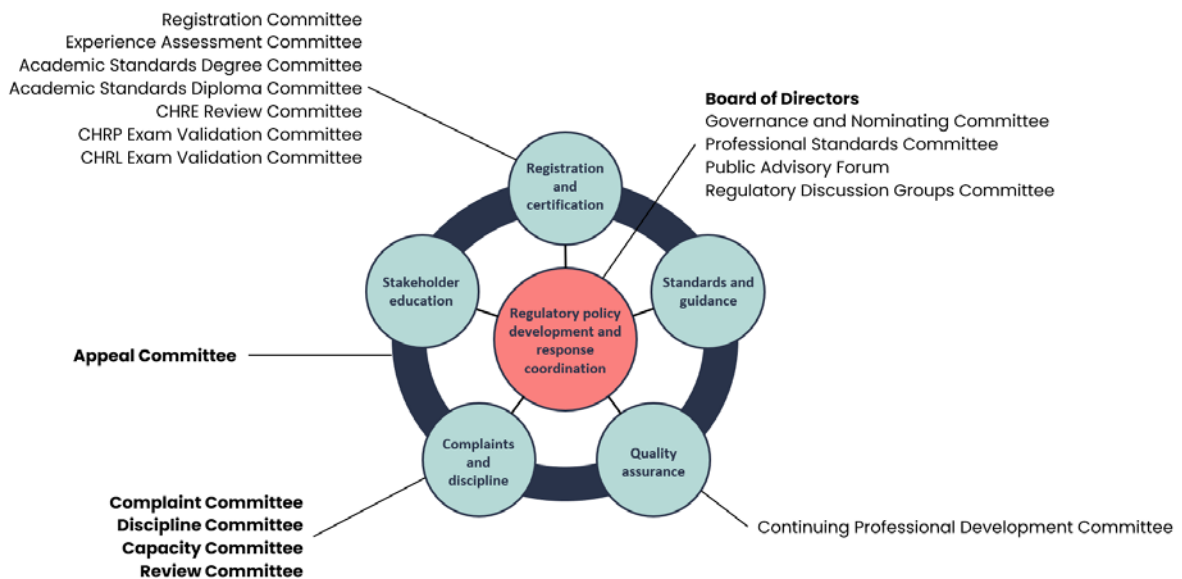 Registration Committee
Experience Assessment Committee
Academic Standards Degree Committee
Academic Standards Diploma Committee
CHRE Review Committee
CHRP Exam Validation Committee
CHRL Exam Validation Committee
Board of Directors
Governance and Nominating Committee
Professional Standards Committee
Public Advisory Forum
Regulatory Discussion Groups Committee
Registration
and
certification
Stakeholder
education
Standards and
guidance
Regulatory policy
development and
response
coordination
Appeal Committee
Complaints
and
discipline
Quality
assurance
Complaint Committee
Discipline Committee
Capacity Committee
Review Committee
Continuing Professional Development Committee